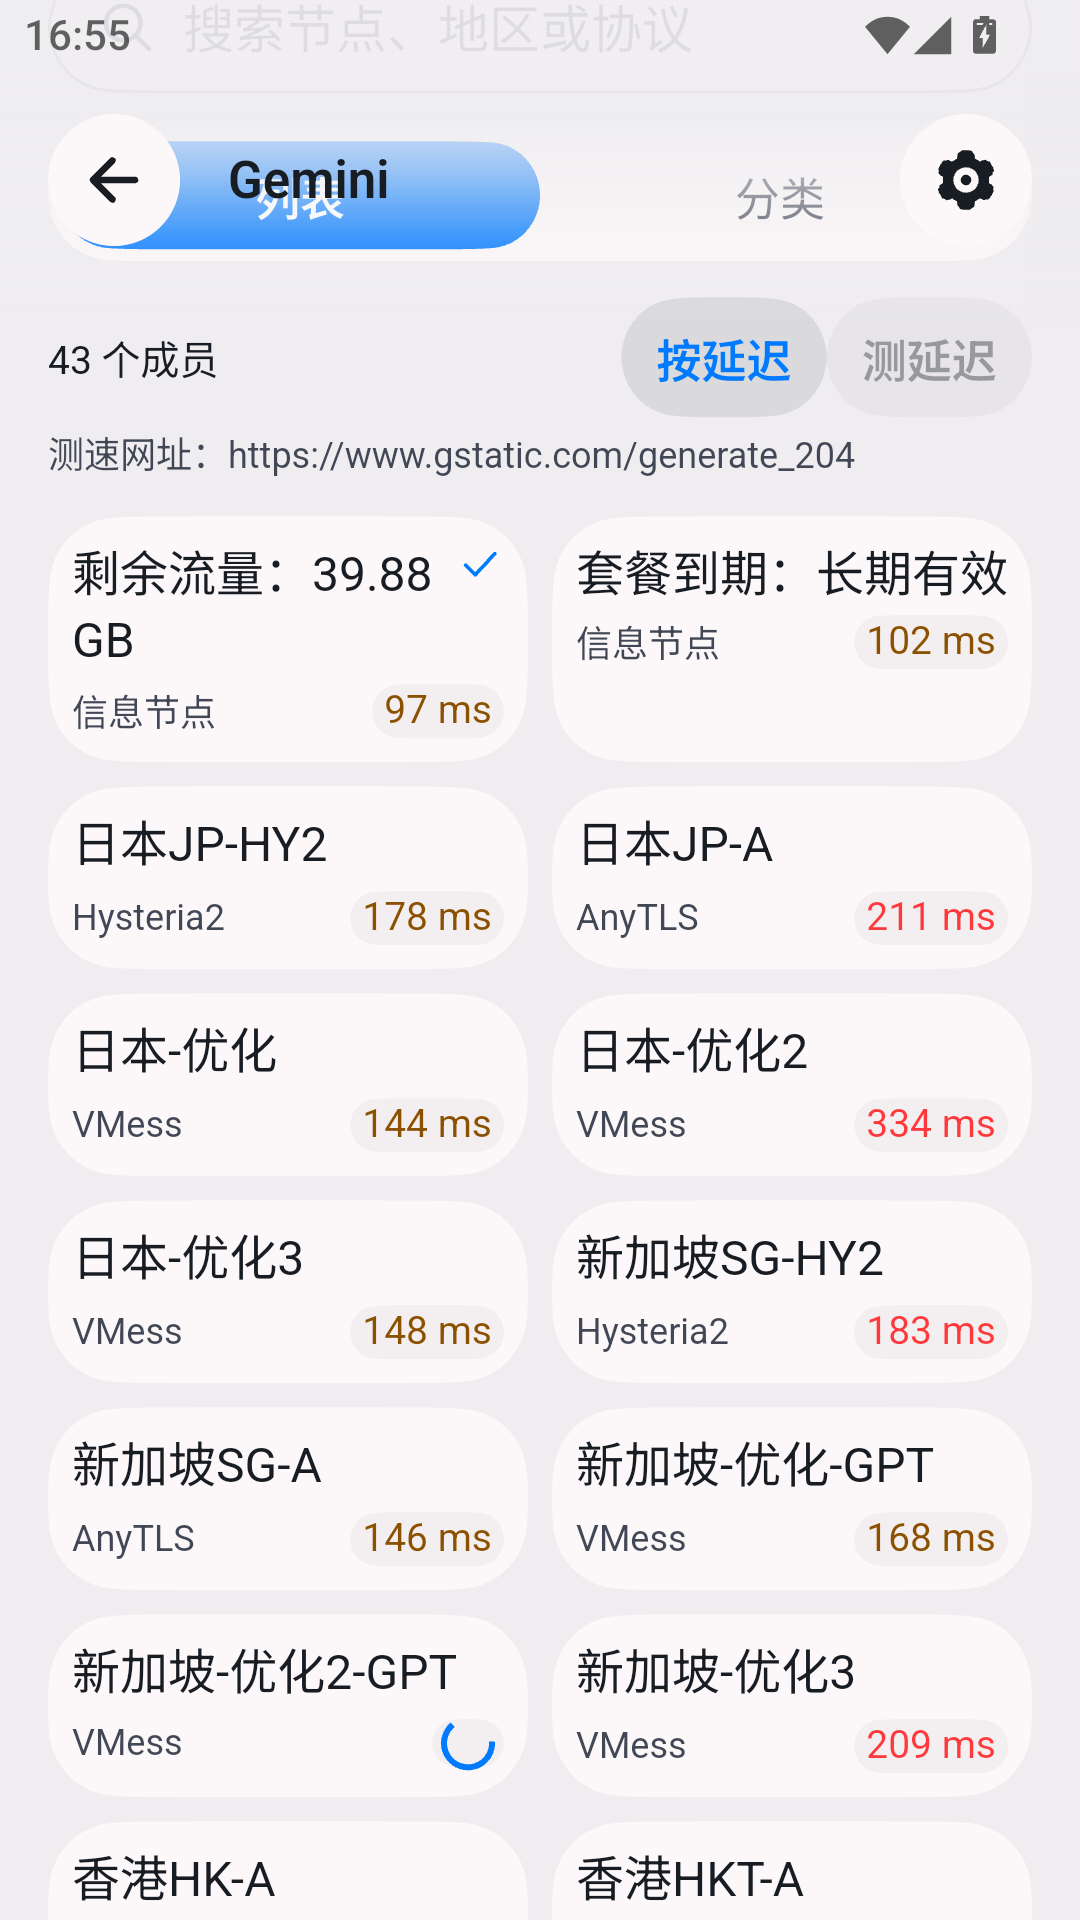 搜索节点、地区或协议
16:55
Gemini
列表
分类
43 个成员
按延迟
测延迟
测速网址：https://www.gstatic.com/generate_204
剩余流量：39.88
GB
信息节点
97 ms
套餐到期：长期有效
信息节点
102 ms
日本JP-HY2
Hysteria2
178 ms
日本JP-A
AnyTLS
211 ms
日本-优化
VMess
144 ms
日本-优化2
VMess
334 ms
日本-优化3
VMess
148 ms
新加坡SG-HY2
Hysteria2
183 ms
新加坡SG-A
AnyTLS
146 ms
新加坡-优化-GPT
VMess
168 ms
新加坡-优化2-GPT
VMess
新加坡-优化3
VMess
209 ms
香港HK-A
香港HKT-A